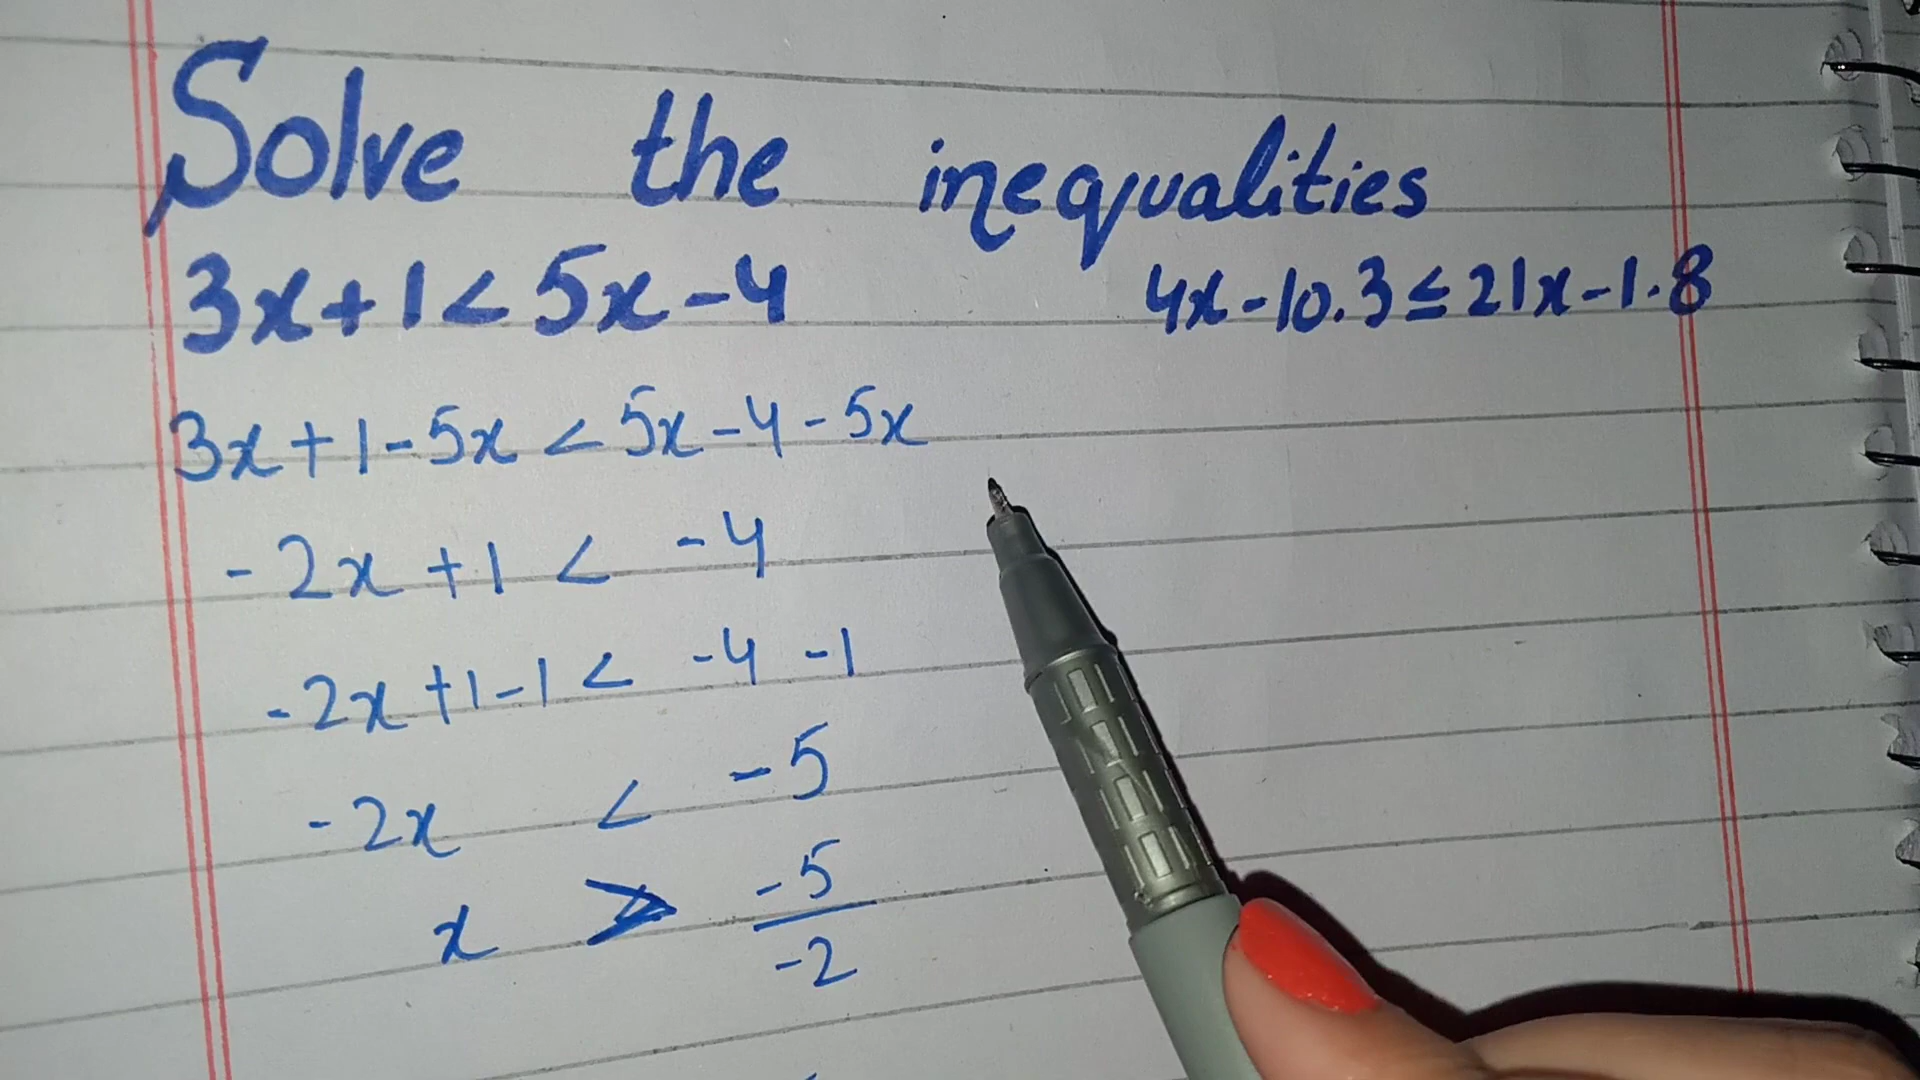 Solve the inequalities
3x+1<5x-4
4x-10.3≤21x-1.8
3x+1-5x<5x-4-5x
-2x+1<-4
-2x+1-1<-4-1
-2x<-5
x>-5/-2